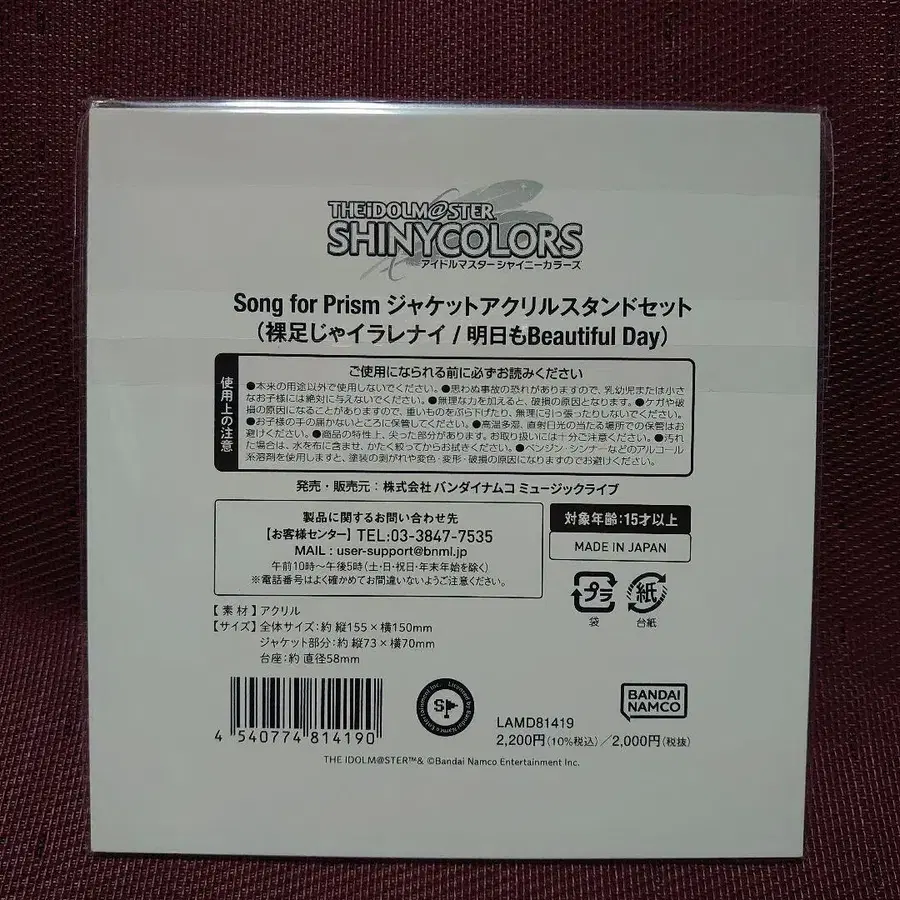 THE iDOLM@STER
SHINYCOLORS
アイドルマスター シャイニーカラーズ
Song for Prism ジャケットアクリルスタンドセット
（裸足じゃイラレナイ / 明日もBeautiful Day）
使用上の注意
ご使用になられる前に必ずお読みください
●本来の用途以外で使用しないでください。●思わぬ事故の恐れがありますので、乳幼児または小さ
なお子様には絶対に与えないでください。●無理な力を加えると、破損の原因となります。●ケガや破
損の原因になることがありますので、重いものをぶら下げたり、無理に引っ張ったりしないでください。
●お子様の手の届かないところに保管してください。●高温多湿、直射日光の当たる場所での保管はお
避けください。●商品の特性上、尖った部分があります。お取り扱いには十分ご注意ください。●汚れ
た場合は、水を布に含ませ、かたく絞ってからお拭きください。●ベンジン・シンナーなどのアルコール
系溶剤を使用しますと、塗装の剥がれや変色・変形・破損の原因になりますのでお避けください。
発売・販売元：株式会社 バンダイナムコ ミュージックライブ
製品に関するお問い合わせ先
【お客様センター】TEL:03-3847-7535
MAIL : user-support@bnml.jp
午前10時～午後5時（土・日・祝日・年末年始を除く）
※電話番号はよく確かめてお間違いないようご注意ください。
対象年齢：15才以上
MADE IN JAPAN
プラ
袋
紙
台紙
【 素 材 】アクリル
【サイズ】全体サイズ：約 縦155×横150mm
ジャケット部分：約 縦73×横70mm
台座：約 直径58mm
4 540774 814190
Licensed by Bandai Namco Entertainment Inc.
SP
LAMD81419
2,200円（10%税込）／2,000円（税抜）
BANDAI
NAMCO
THE IDOLM@STER™& ©Bandai Namco Entertainment Inc.